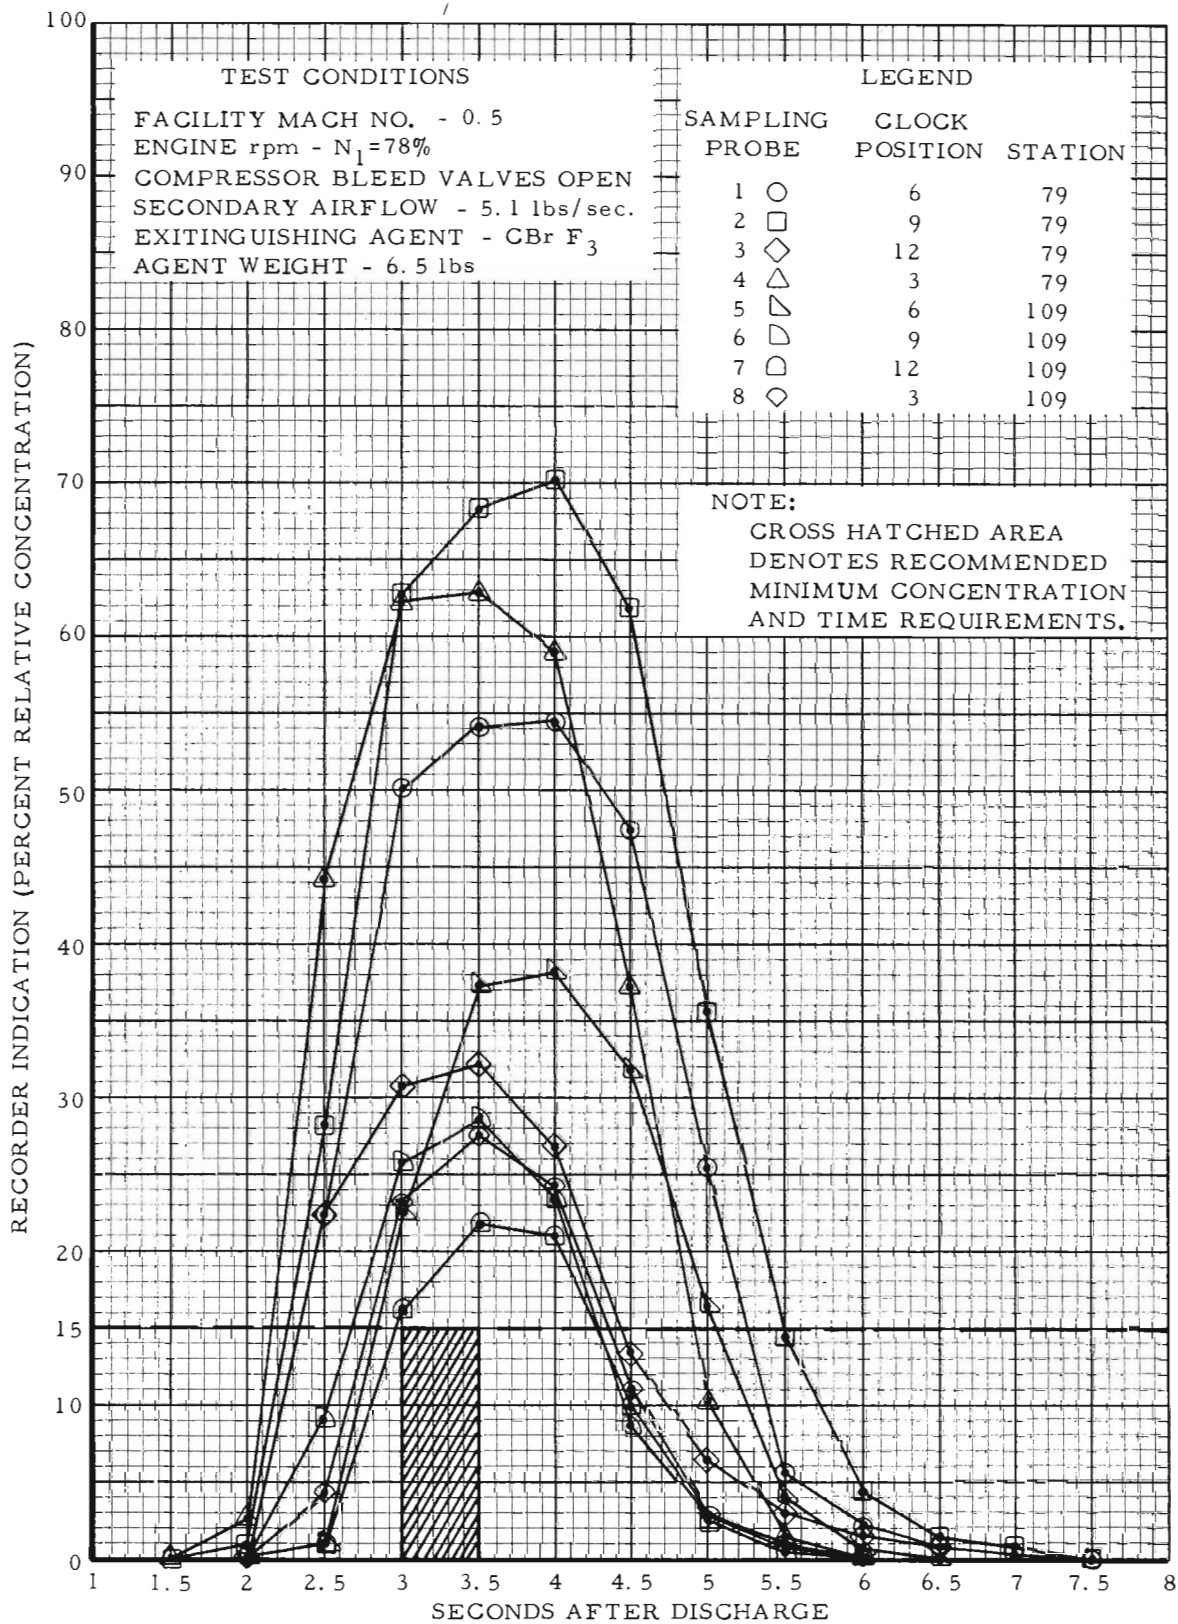 TEST CONDITIONS
FACILITY MACH NO. - 0.5
ENGINE rpm - N1=78%
COMPRESSOR BLEED VALVES OPEN
SECONDARY AIRFLOW - 5.1 lbs/sec.
EXITINGUISHING AGENT - CBr F3
AGENT WEIGHT - 6.5 lbs
LEGEND
SAMPLING PROBE CLOCK POSITION STATION
1 6 79
2 9 79
3 12 79
4 3 79
5 6 109
6 9 109
7 12 109
8 3 109
NOTE:
CROSS HATCHED AREA
DENOTES RECOMMENDED
MINIMUM CONCENTRATION
AND TIME REQUIREMENTS.
RECORDER INDICATION (PERCENT RELATIVE CONCENTRATION)
100
90
80
70
60
50
40
30
20
15
10
0
1 1.5 2 2.5 3 3.5 4 4.5 5 5.5 6 6.5 7 7.5 8
SECONDS AFTER DISCHARGE